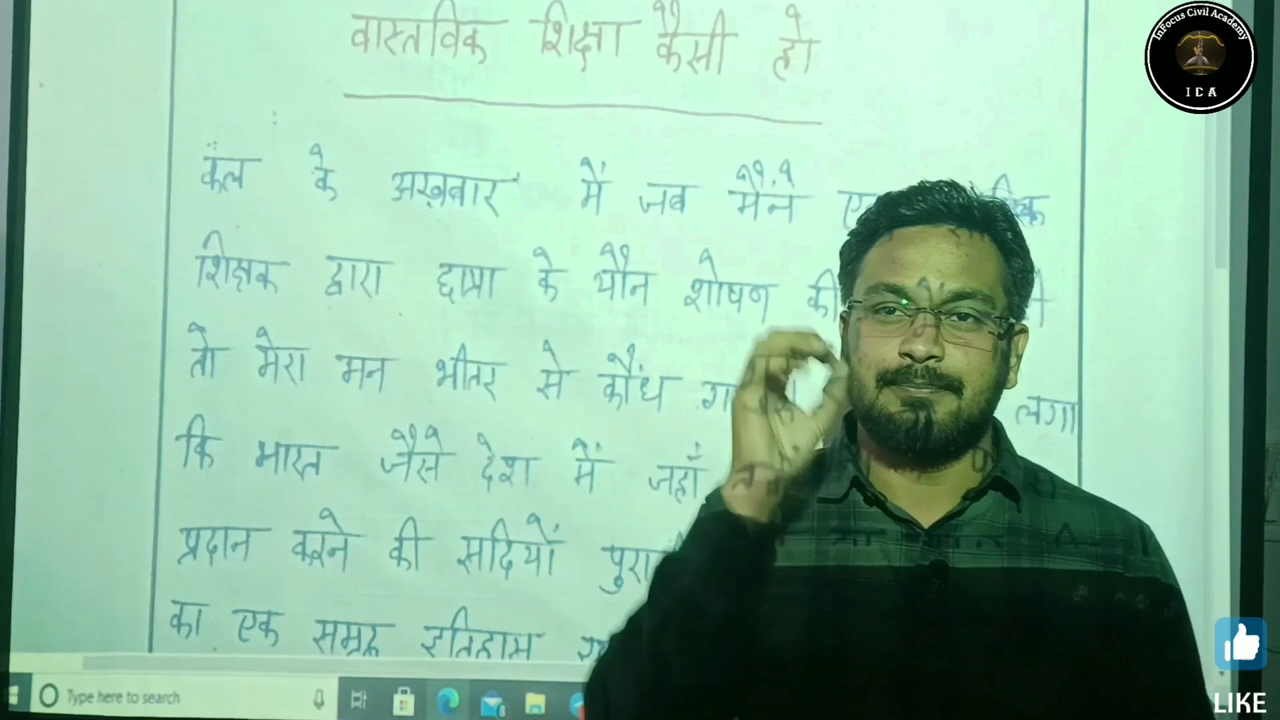 वास्तविक शिक्षा कैसी हो
कल के अख़बार में जब मैंने
शिक्षक द्वारा छात्रा के यौन शोषण की
तो मेरा मन भीतर से कौंध लगा
कि भारत जैसे देश में जहाँ
प्रदान करने की सदियों
का एक समृद्ध इतिहास
InFocus Civil Academy
ICA
Type here to search
LIKE